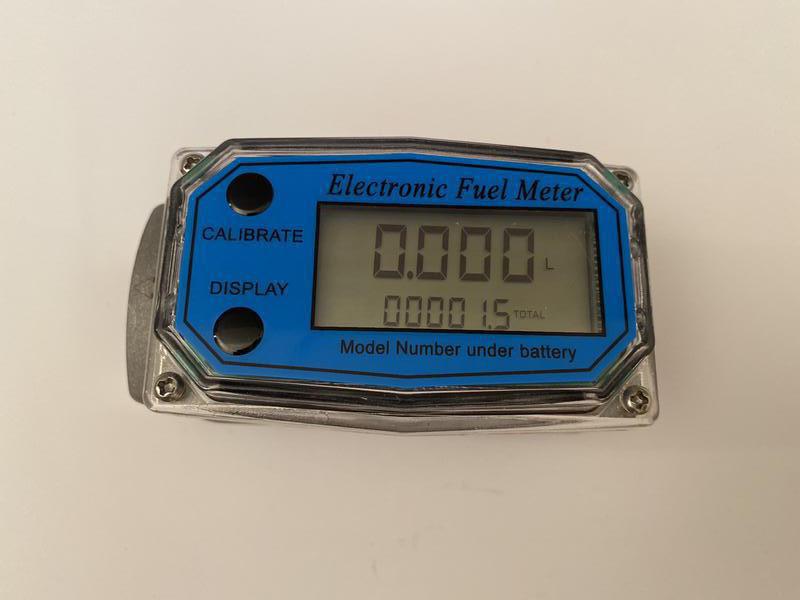 Electronic Fuel Meter
CALIBRATE
0.000 L
DISPLAY
00001.5 TOTAL
Model Number under battery